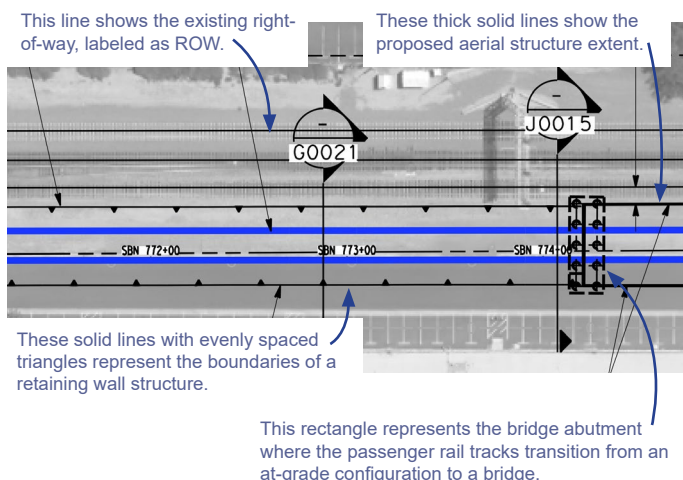 This line shows the existing right-
of-way, labeled as ROW.
These thick solid lines show the
proposed aerial structure extent.
J0015
G0021
SBN 772+00
SBN 773+00
SBN 774+00
These solid lines with evenly spaced
triangles represent the boundaries of a
retaining wall structure.
This rectangle represents the bridge abutment
where the passenger rail tracks transition from an
at-grade configuration to a bridge.